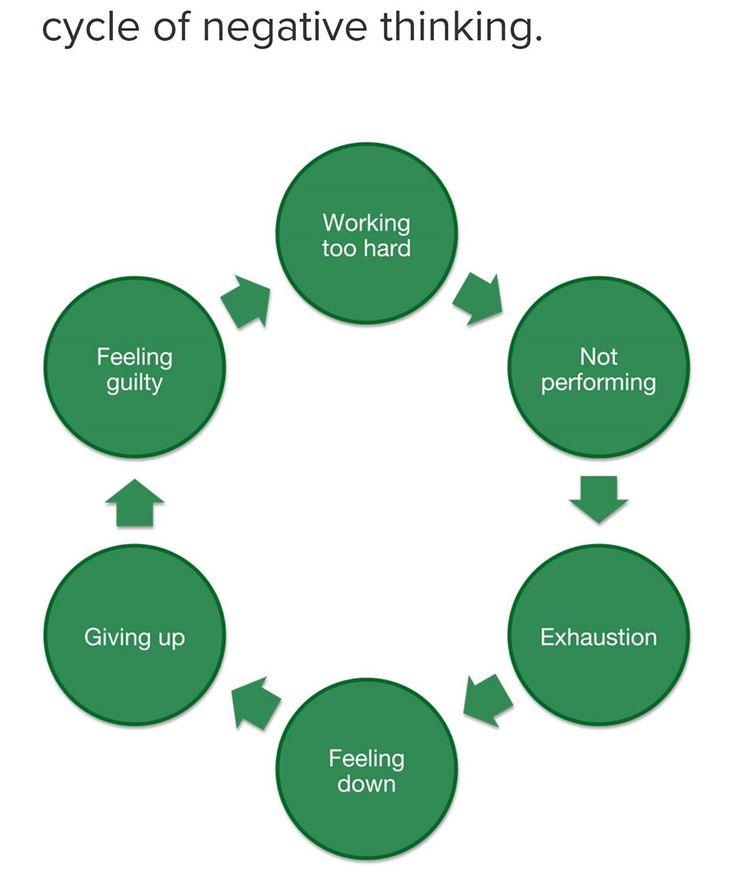 cycle of negative thinking.
Working
too hard
Not
performing
Exhaustion
Feeling
down
Giving up
Feeling
guilty